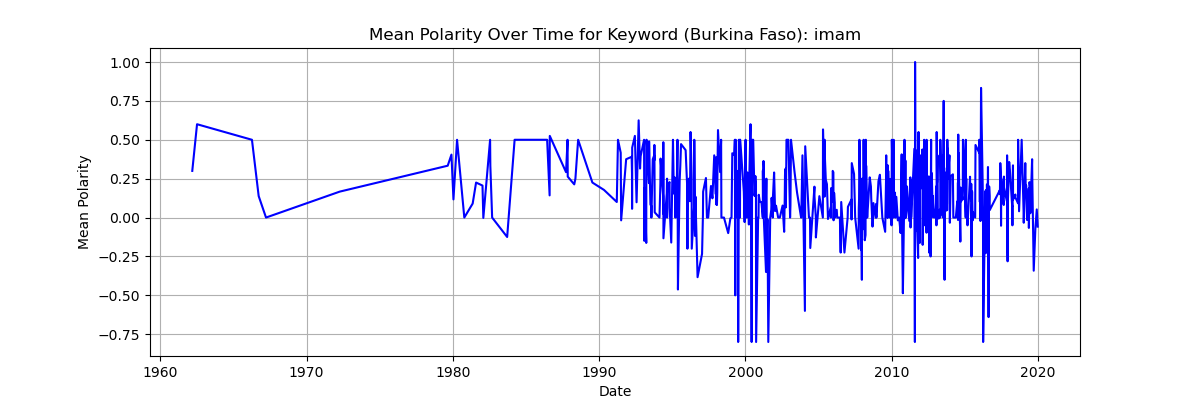 Mean Polarity Over Time for Keyword (Burkina Faso): imam
1.00
0.75
0.50
0.25
0.00
−0.25
−0.50
−0.75
Mean Polarity
1960 1970 1980 1990 2000 2010 2020
Date